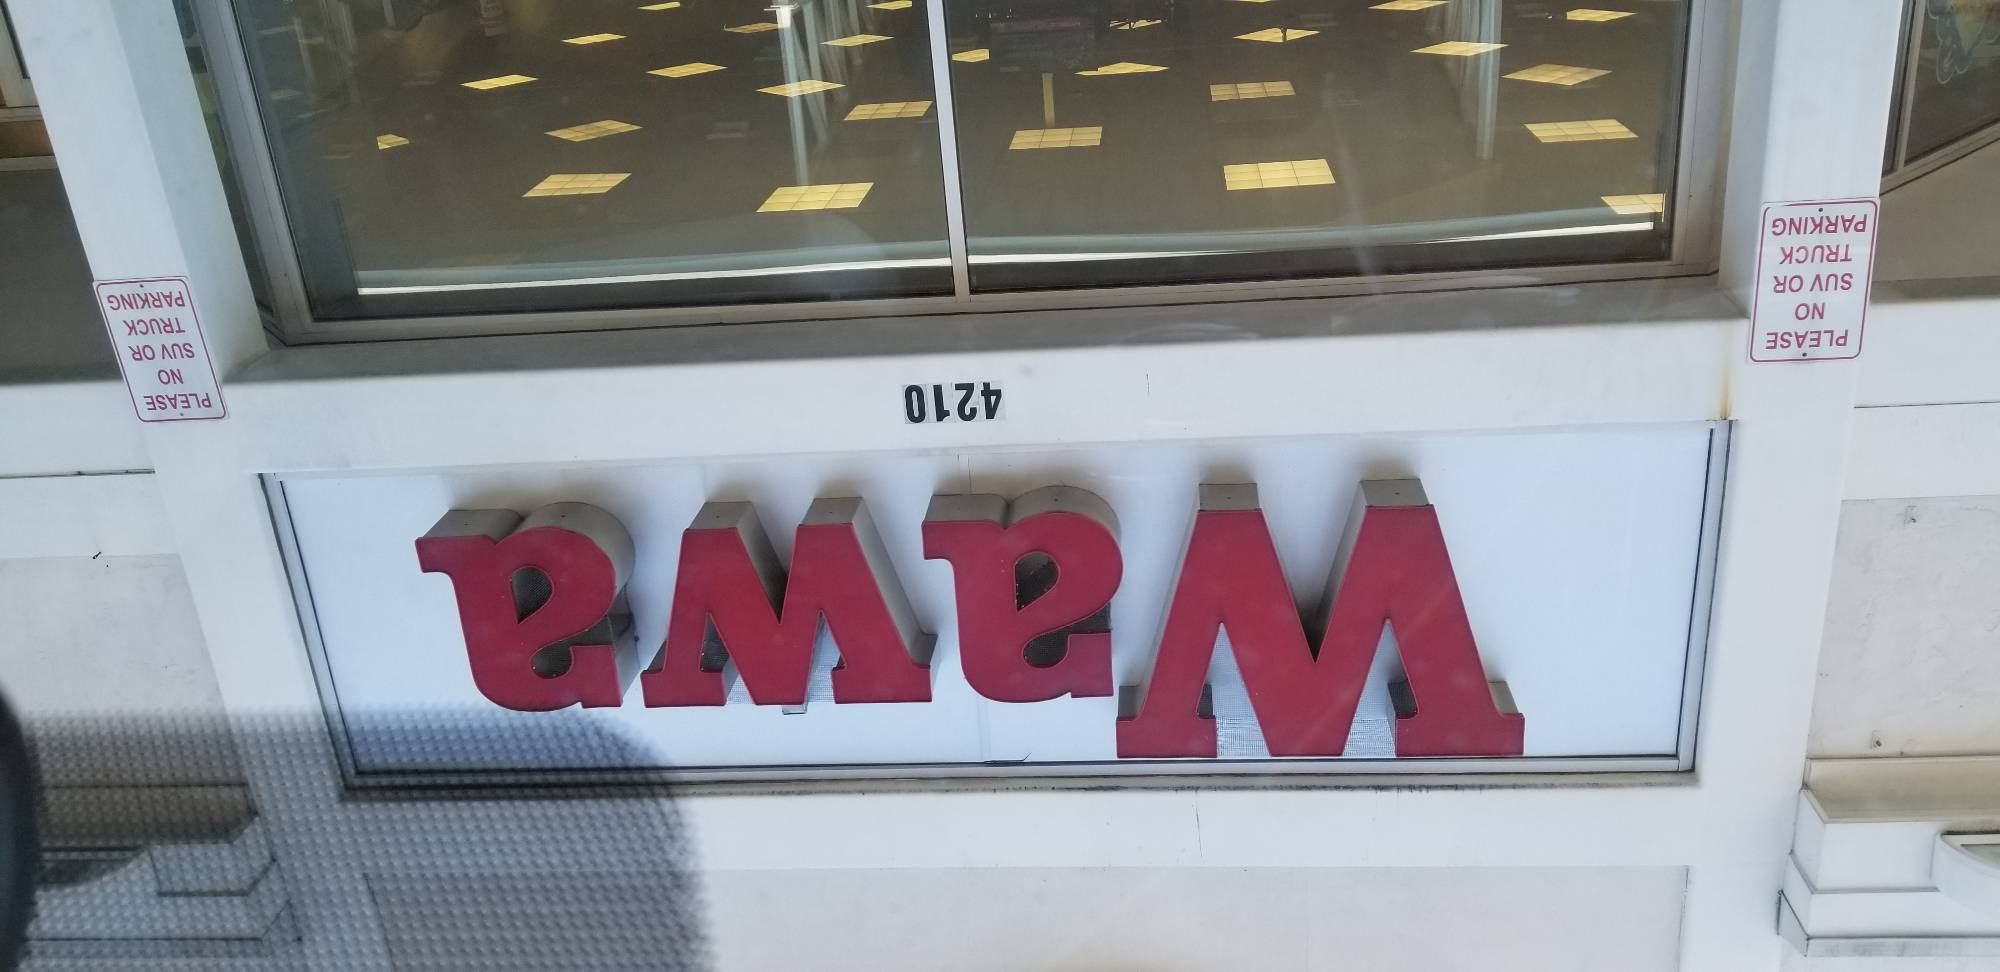 Wawa
4210
PLEASE
NO
SUV OR
TRUCK
PARKING
PLEASE
NO
SUV OR
TRUCK
PARKING